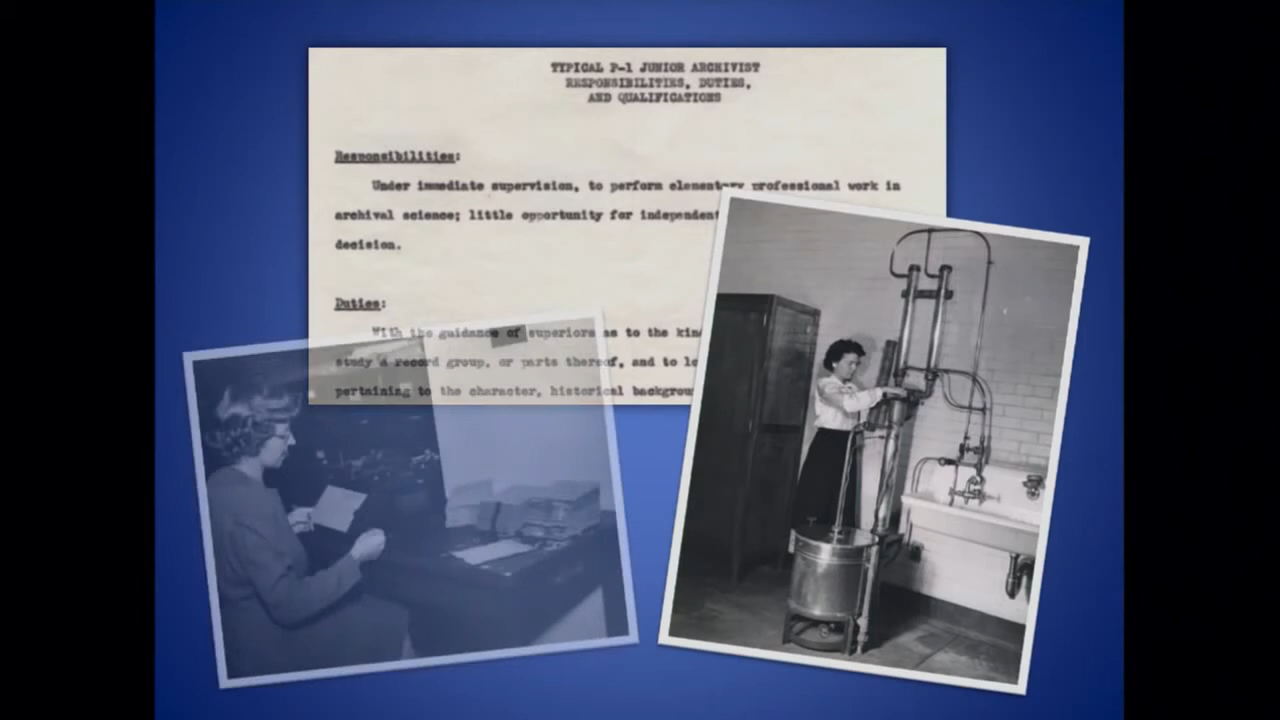 TYPICAL P-1 JUNIOR ARCHIVIST
RESPONSIBILITIES, DUTIES,
AND QUALIFICATIONS
Responsibilities:
Under immediate supervision, to perform elementary professional work in
archival science; little opportunity for independent
decision.
Duties:
With the guidance of superiors as to the kind
study a record group, or parts thereof, and to lo
pertaining to the character, historical backgrou